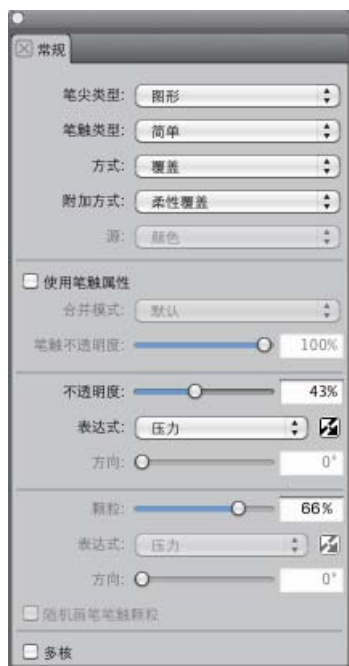 常规
笔尖类型: 圆形
笔触类型: 简单
方式: 覆盖
附加方式: 柔性覆盖
源: 颜色
使用笔触属性
合并模式: 默认
笔触不透明度: 100%
不透明度: 43%
表达式: 压力
方向: 0°
颗粒: 66%
表达式: 压力
方向: 0°
随机画笔笔触颗粒
多核